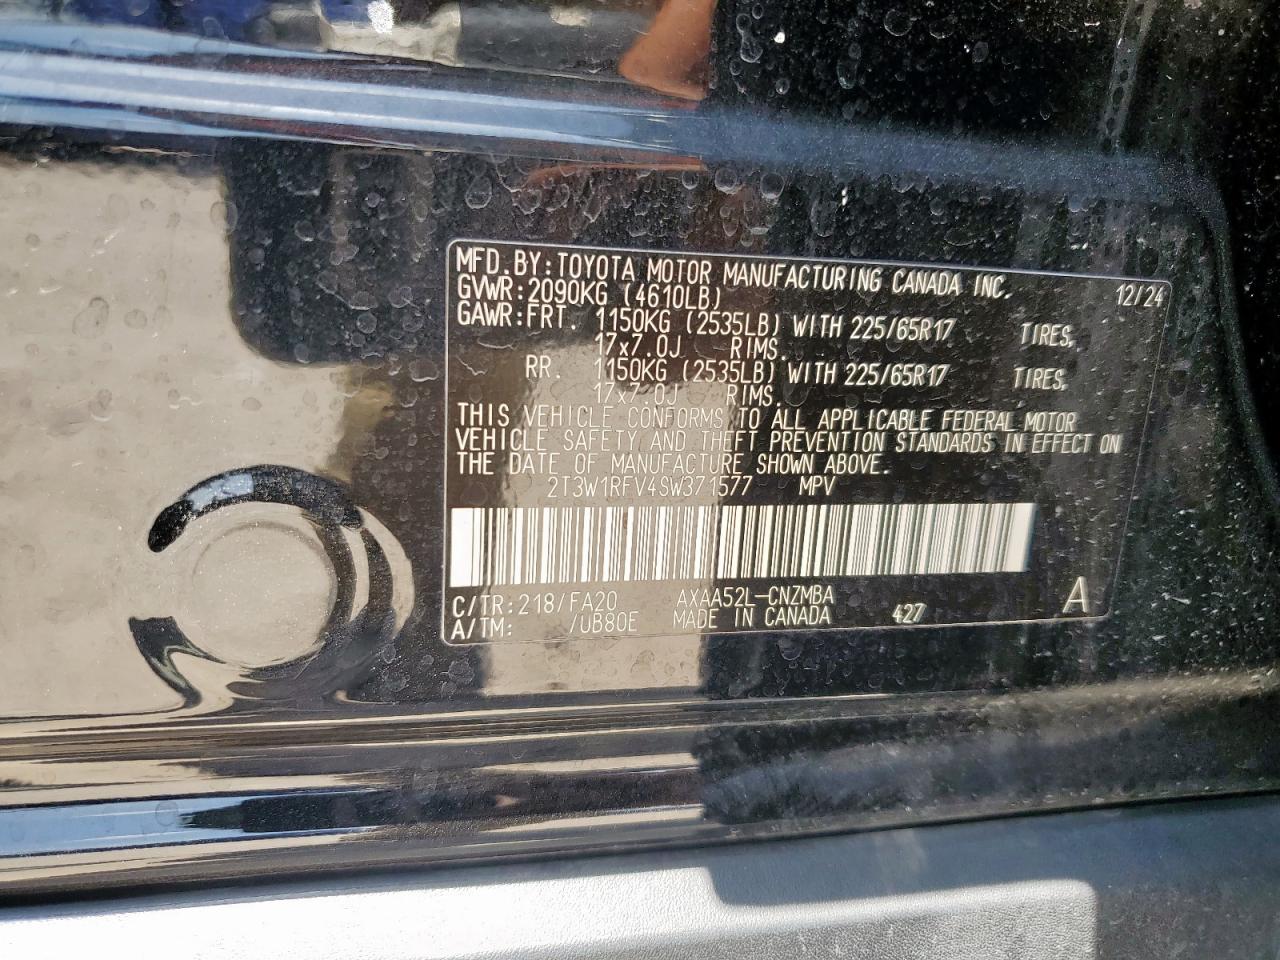 MFD.BY:TOYOTA MOTOR MANUFACTURING CANADA INC. 12/24
GVWR:2090KG (4610LB)
GAWR:FRT. 1150KG (2535LB) WITH 225/65R17 TIRES,
17x7.0J RIMS.
RR. 1150KG (2535LB) WITH 225/65R17 TIRES,
17x7.0J RIMS.
THIS VEHICLE CONFORMS TO ALL APPLICABLE FEDERAL MOTOR
VEHICLE SAFETY AND THEFT PREVENTION STANDARDS IN EFFECT ON
THE DATE OF MANUFACTURE SHOWN ABOVE.
2T3W1RFV4SW371577 MPV
C/TR:218/FA20 AXAA52L-CNZMBA
A/TM: /UB80E MADE IN CANADA 427 A